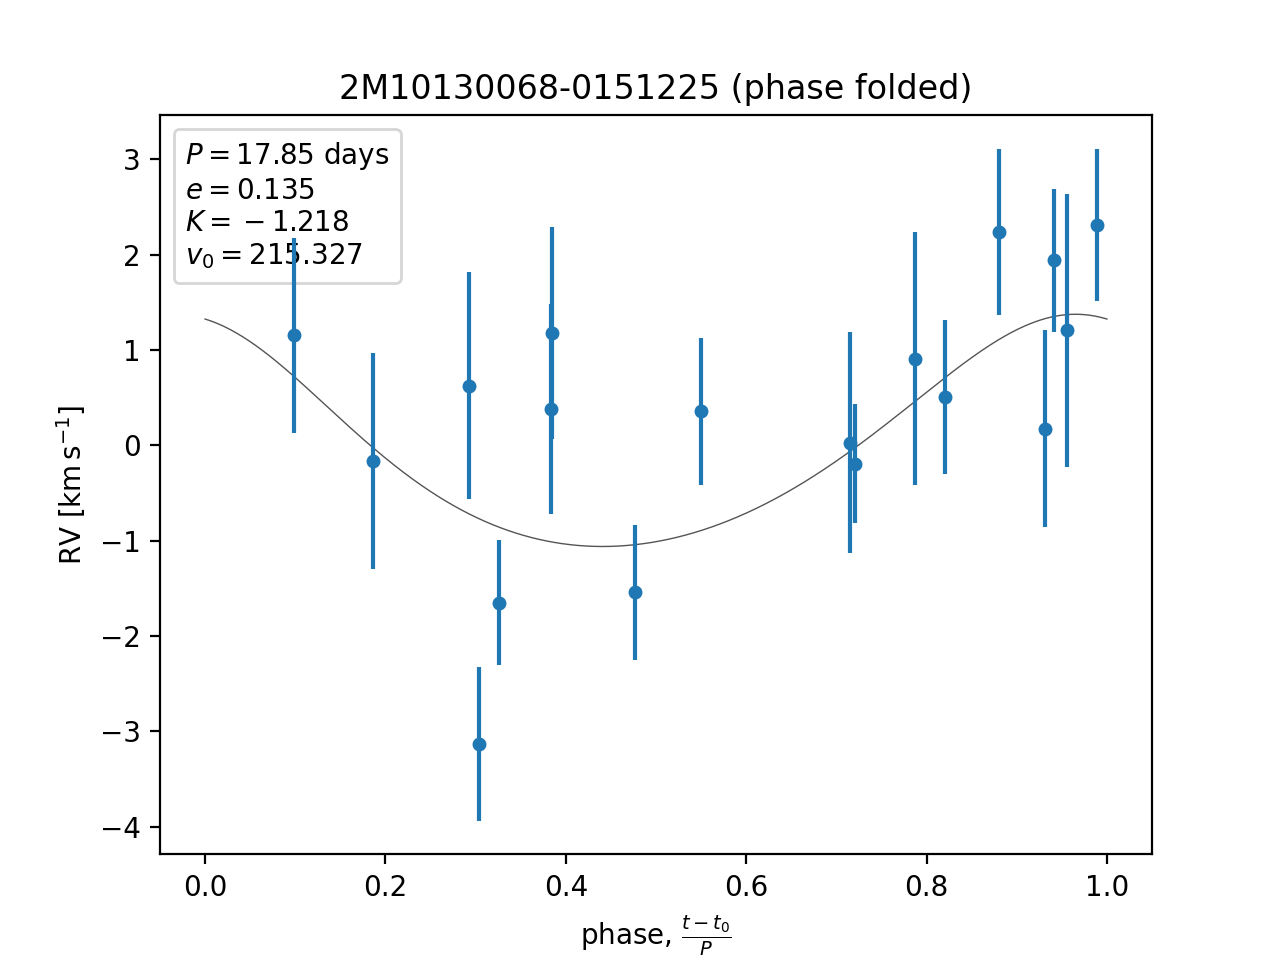 2M10130068-0151225 (phase folded)
P = 17.85 days
e = 0.135
K = −1.218
v₀ = 215.327
3
2
1
0
−1
−2
−3
−4
RV [km s⁻¹]
0.0 0.2 0.4 0.6 0.8 1.0
phase, (t − t₀)/P